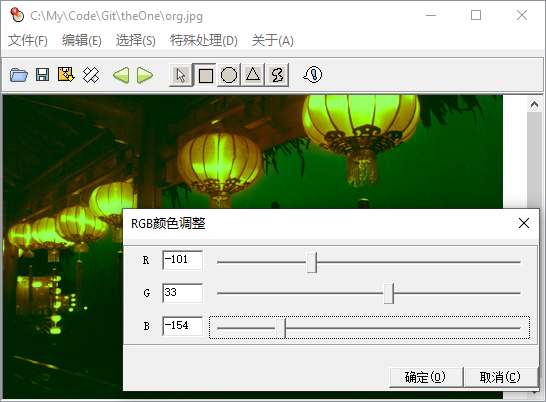 C:\My\Code\Git\theOne\org.jpg
文件(F) 编辑(E) 选择(S) 特殊处理(D) 关于(A)
RGB颜色调整
R -101
G 33
B -154
确定(O) 取消(C)